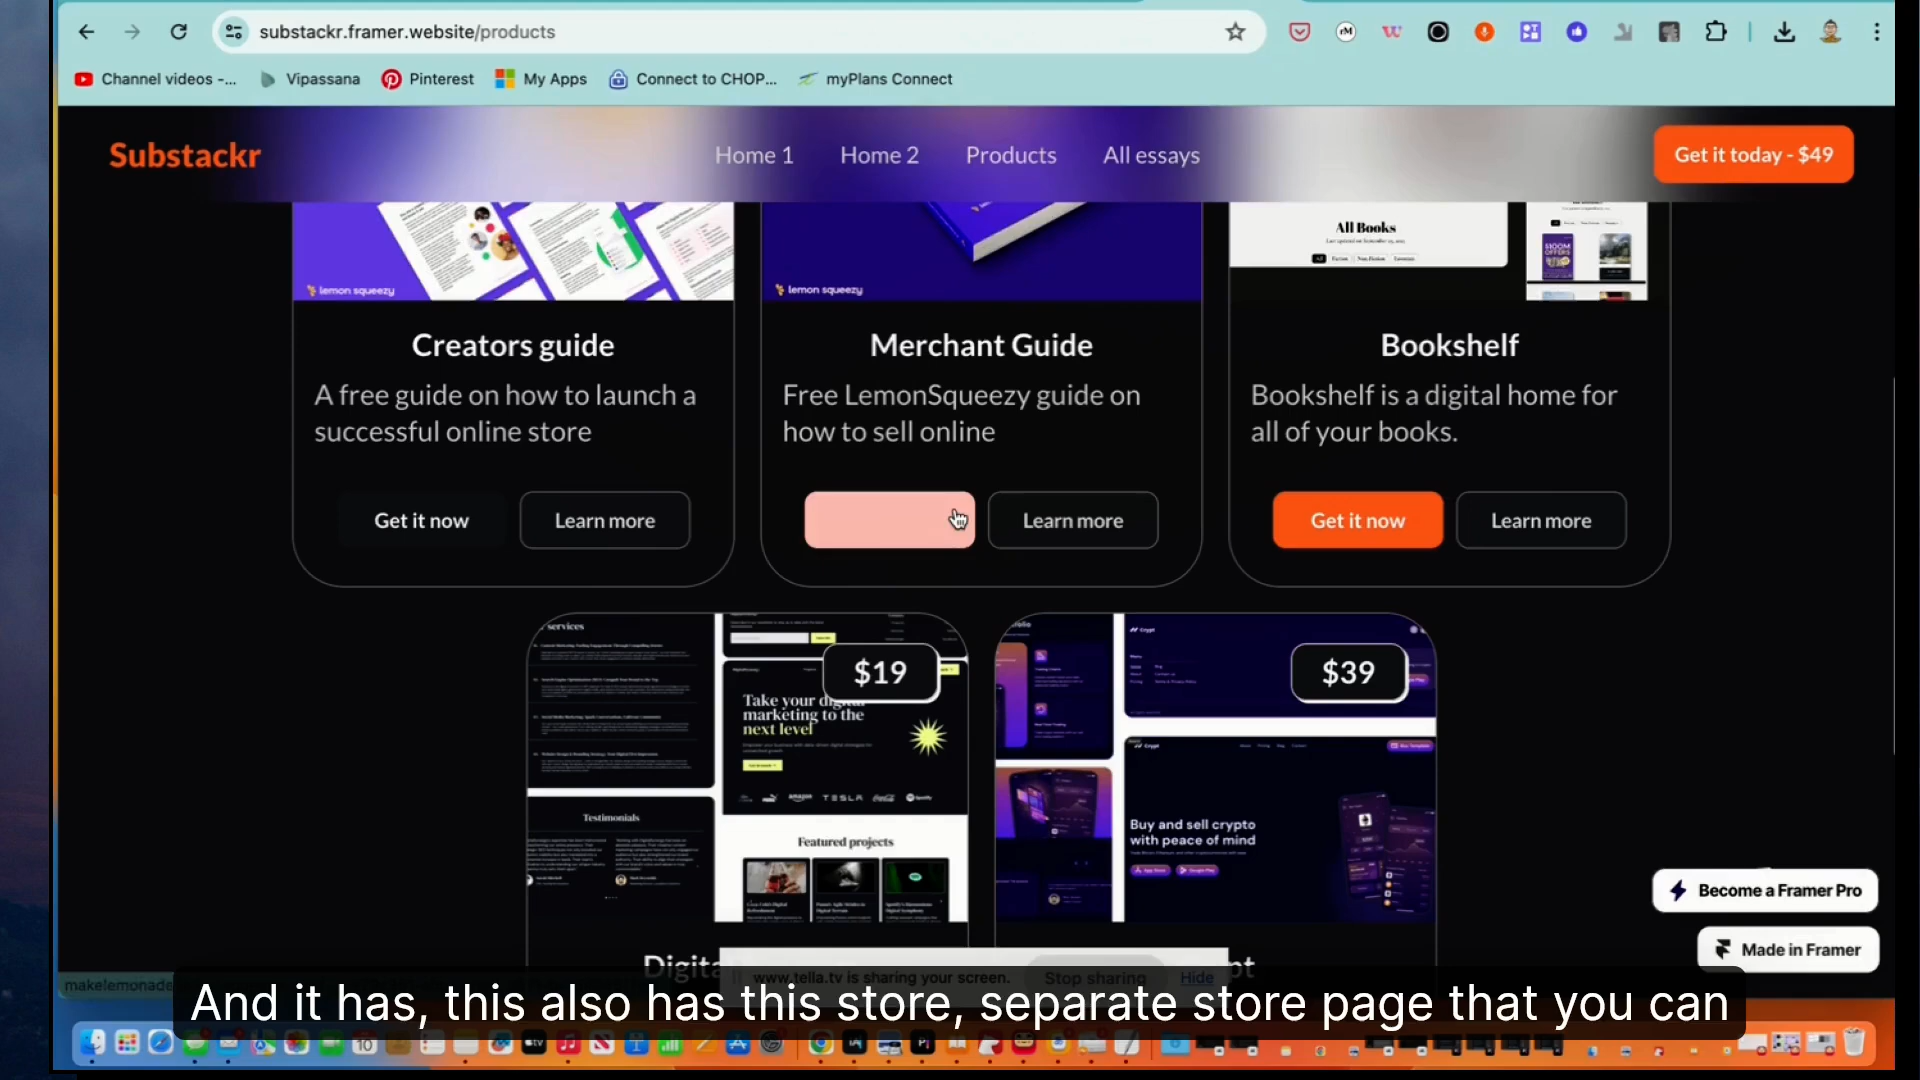 substackr.framer.website/products
Channel videos -... Vipassana Pinterest My Apps Connect to CHOP... myPlans Connect
Substackr Home 1 Home 2 Products All essays Get it today - $49
lemon squeezy
lemon squeezy
All Books
Creators guide
A free guide on how to launch a
successful online store
Get it now Learn more
Merchant Guide
Free LemonSqueezy guide on
how to sell online
Learn more
Bookshelf
Bookshelf is a digital home for
all of your books.
Get it now Learn more
services
Testimonials
$19
Take your digital
marketing to the
next level
amazon TESLA
Featured projects
$39
Crypt
Crypt
Buy and sell crypto
with peace of mind
Become a Framer Pro
Made in Framer
www.tella.tv is sharing your screen. Stop sharing Hide
makelemonade
And it has, this also has this store, separate store page that you can